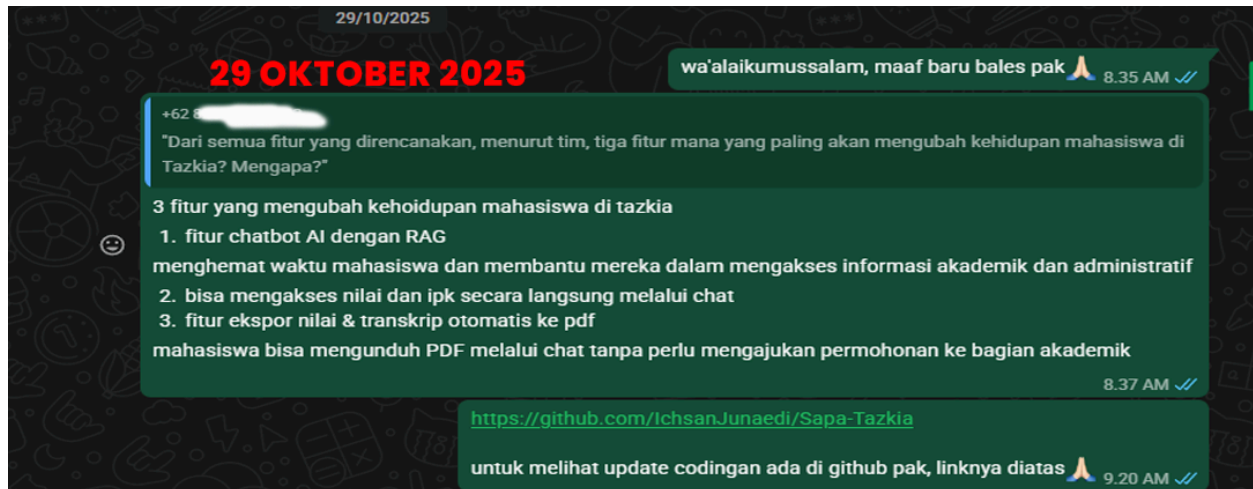 29/10/2025
29 OKTOBER 2025
wa'alaikumussalam, maaf baru bales pak🙏🏻
8.35 AM
+62
"Dari semua fitur yang direncanakan, menurut tim, tiga fitur mana yang paling akan mengubah kehidupan mahasiswa di
Tazkia? Mengapa?"
3 fitur yang mengubah kehoidupan mahasiswa di tazkia
1. fitur chatbot AI dengan RAG
menghemat waktu mahasiswa dan membantu mereka dalam mengakses informasi akademik dan administratif
2. bisa mengakses nilai dan ipk secara langsung melalui chat
3. fitur ekspor nilai & transkrip otomatis ke pdf
mahasiswa bisa mengunduh PDF melalui chat tanpa perlu mengajukan permohonan ke bagian akademik
8.37 AM
https://github.com/IchsanJunaedi/Sapa-Tazkia
untuk melihat update codingan ada di github pak, linknya diatas🙏🏻
9.20 AM